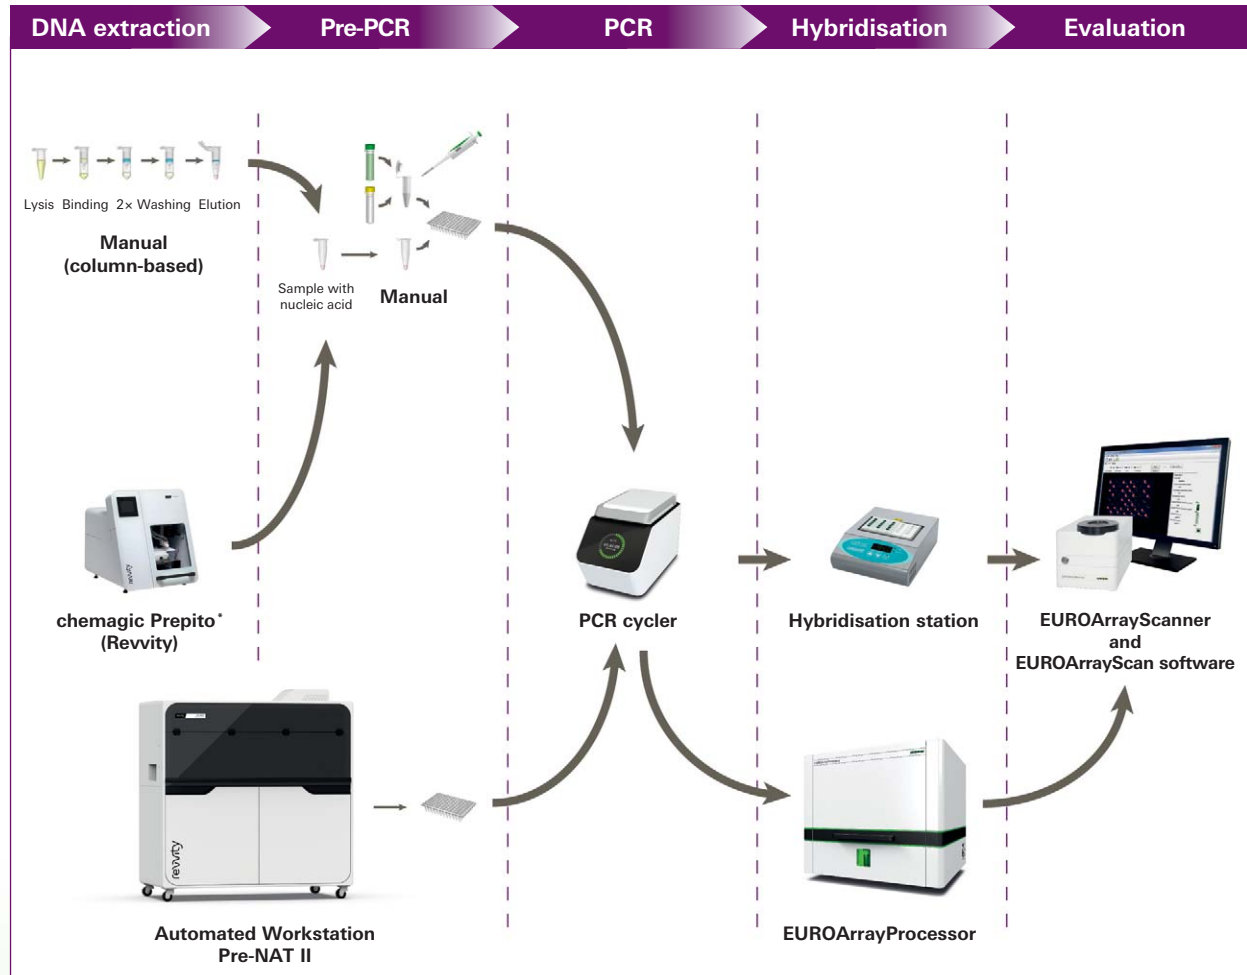 DNA extraction
Pre-PCR
PCR
Hybridisation
Evaluation
Lysis Binding 2× Washing Elution
Manual
(column-based)
Sample with
nucleic acid
Manual
revvity
chemagic Prepito*
(Revvity)
PCR cycler
Hybridisation station
EUROArrayScanner
and
EUROArrayScan software
revvity
Automated Workstation
Pre-NAT II
EUROArrayProcessor